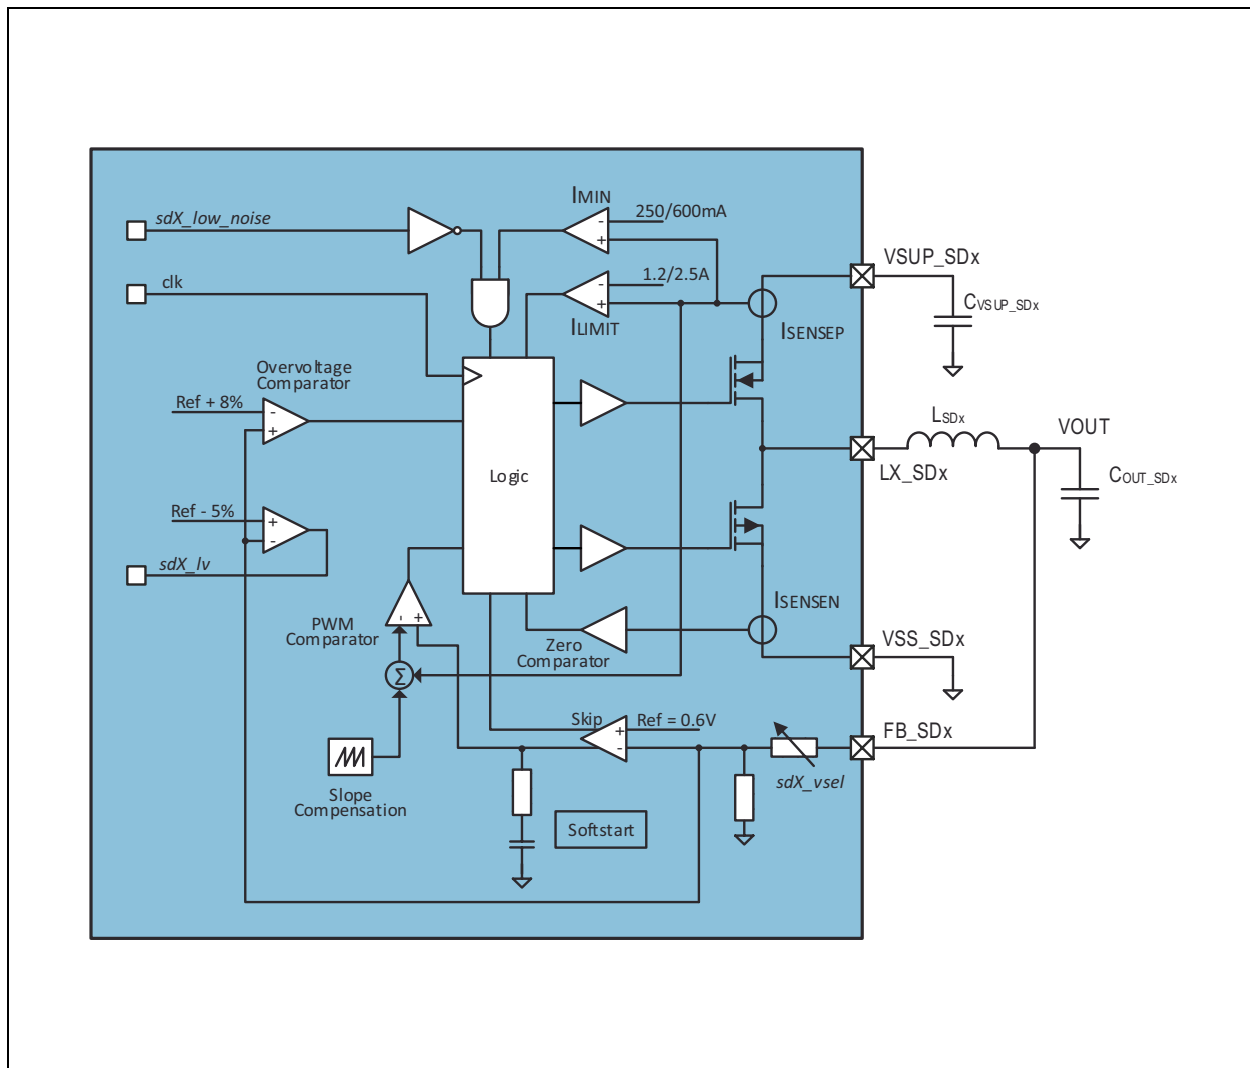 sdX_low_noise
IMIN
250/600mA
clk
1.2/2.5A
ILIMIT
ISENSEP
VSUP_SDx
CVSUP_SDx
Overvoltage
Comparator
Ref + 8%
-
+
Logic
LSDx
VOUT
LX_SDx
COUT_SDx
Ref - 5%
+
-
sdX_lv
- +
PWM
Comparator
Σ
Zero
Comparator
ISENSEN
VSS_SDx
Skip
Ref = 0.6V
+
-
FB_SDx
sdX_vsel
Slope
Compensation
Softstart
-
+
-
+